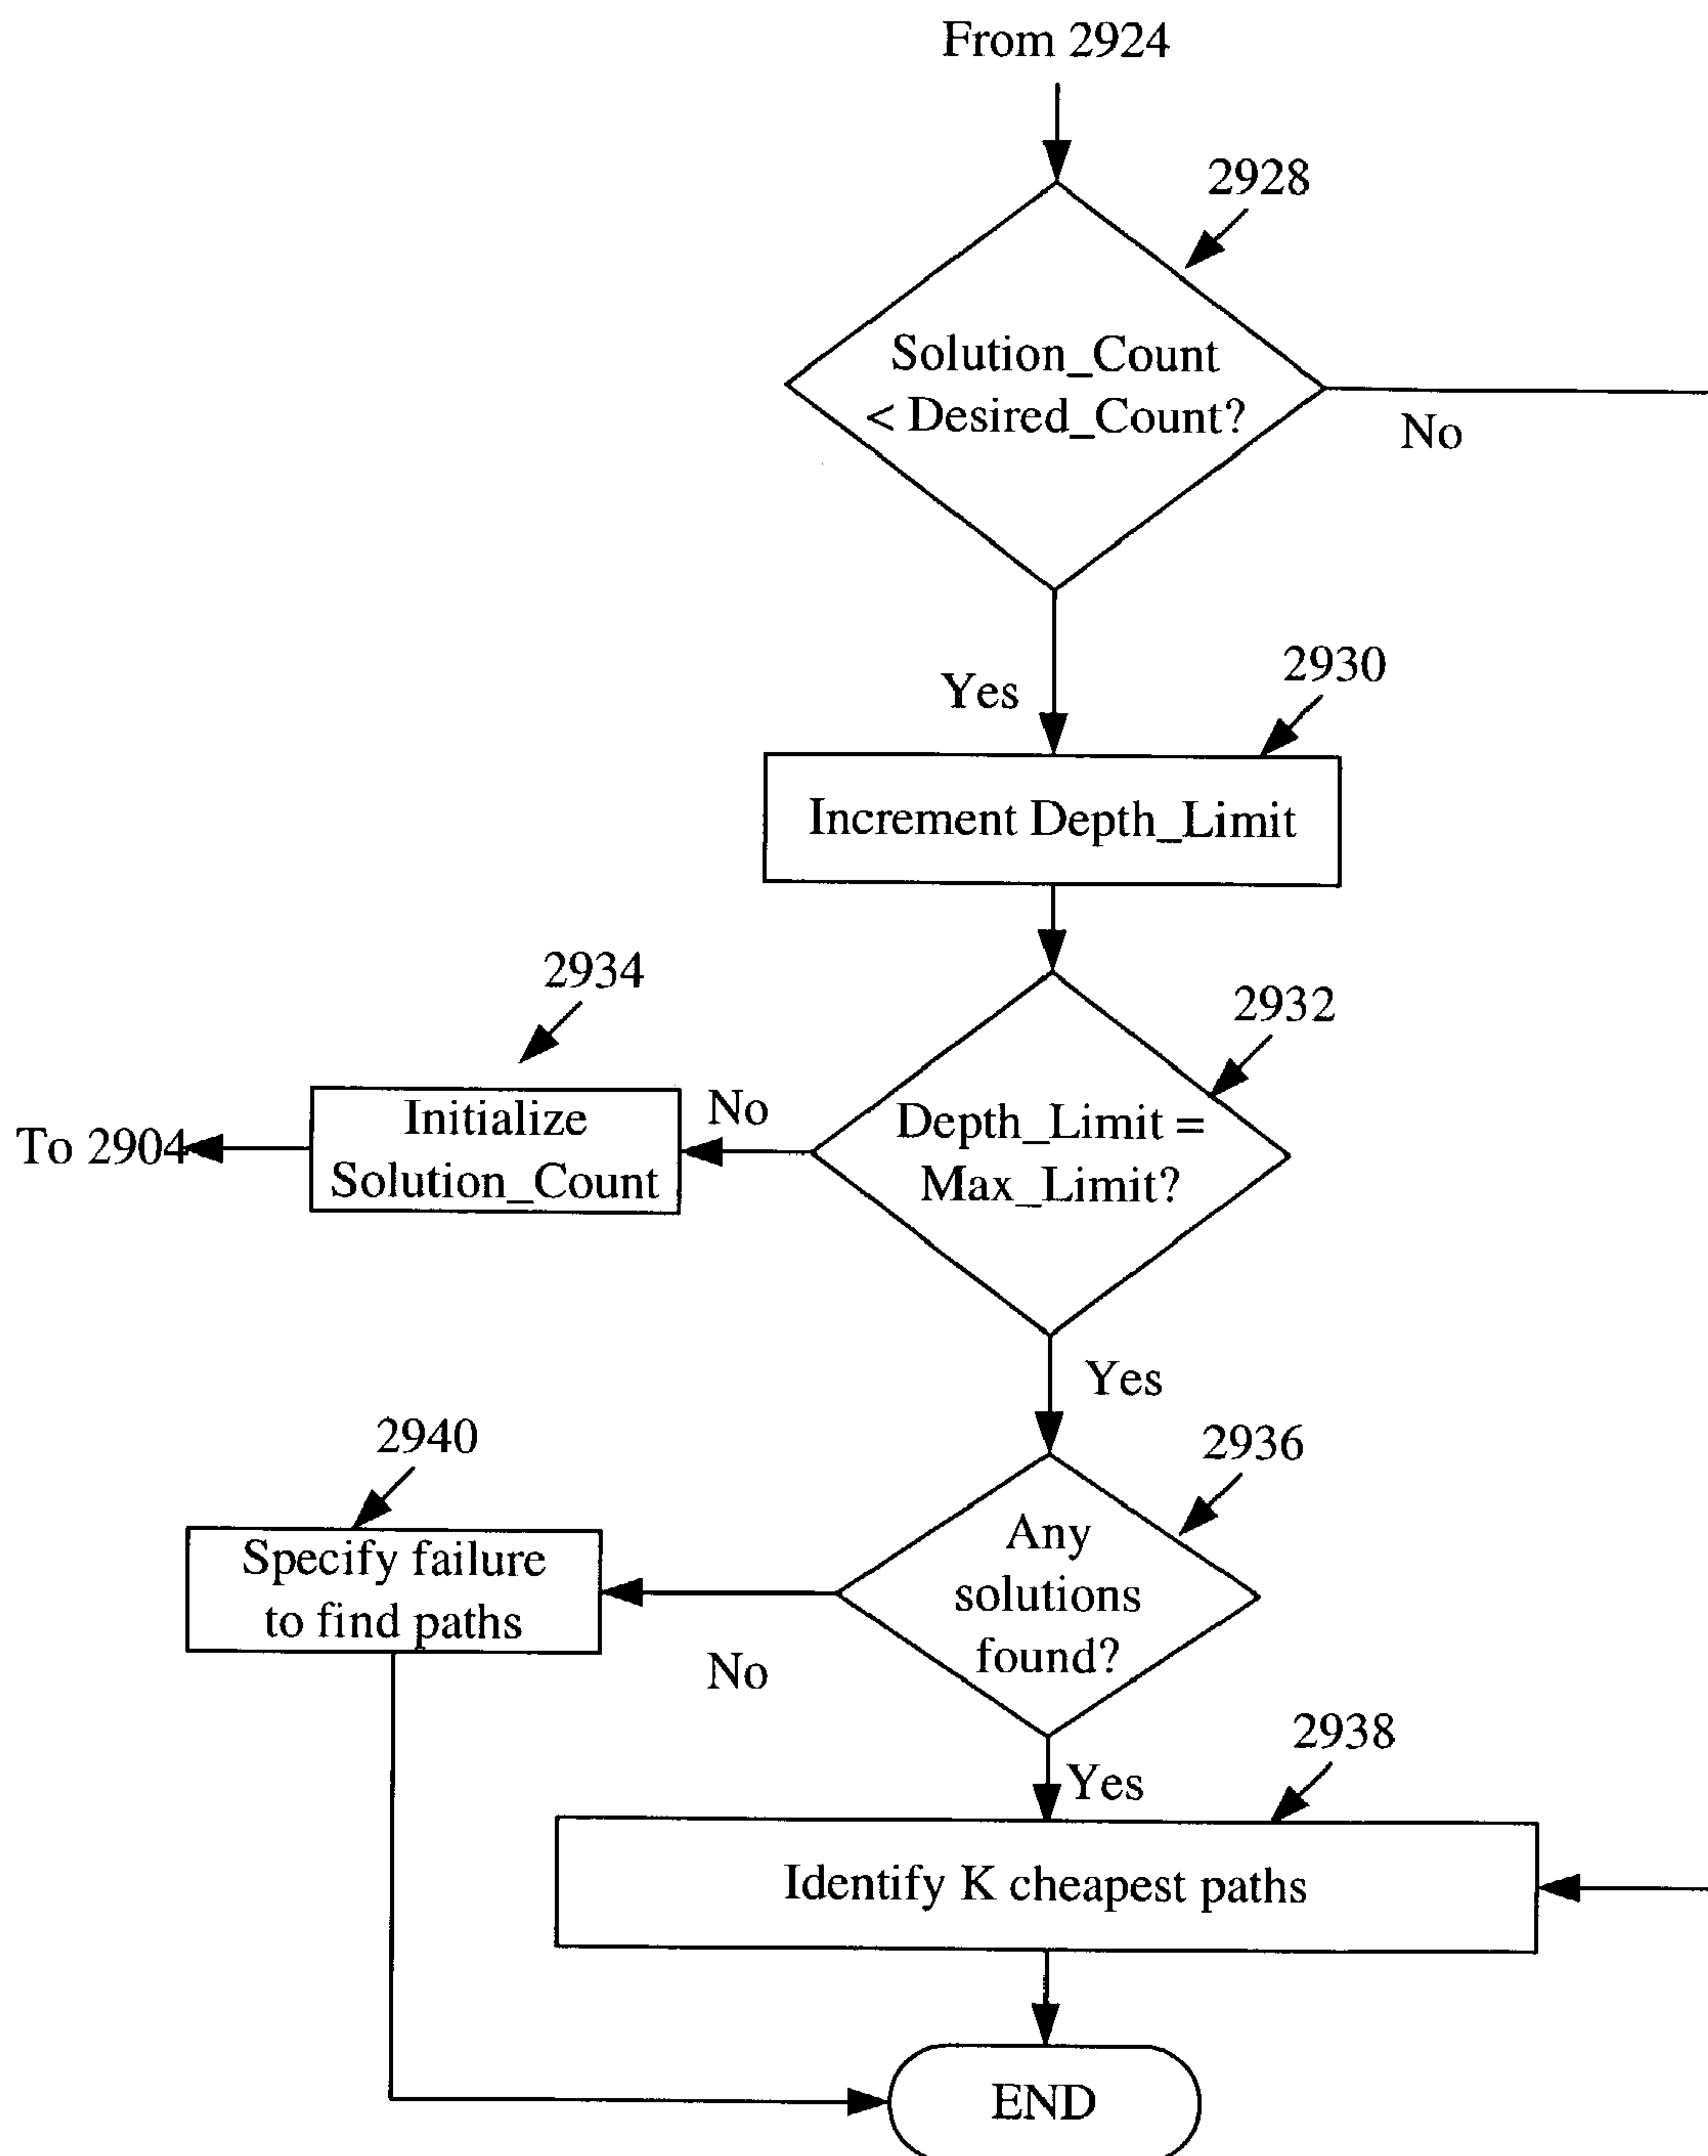 From 2924
2928
Solution_Count
< Desired_Count?
No
Yes
2930
Increment Depth_Limit
2934
2932
To 2904
Initialize
Solution_Count
No
Depth_Limit =
Max_Limit?
Yes
2940
2936
Specify failure
to find paths
No
Any
solutions
found?
2938
Yes
Identify K cheapest paths
END